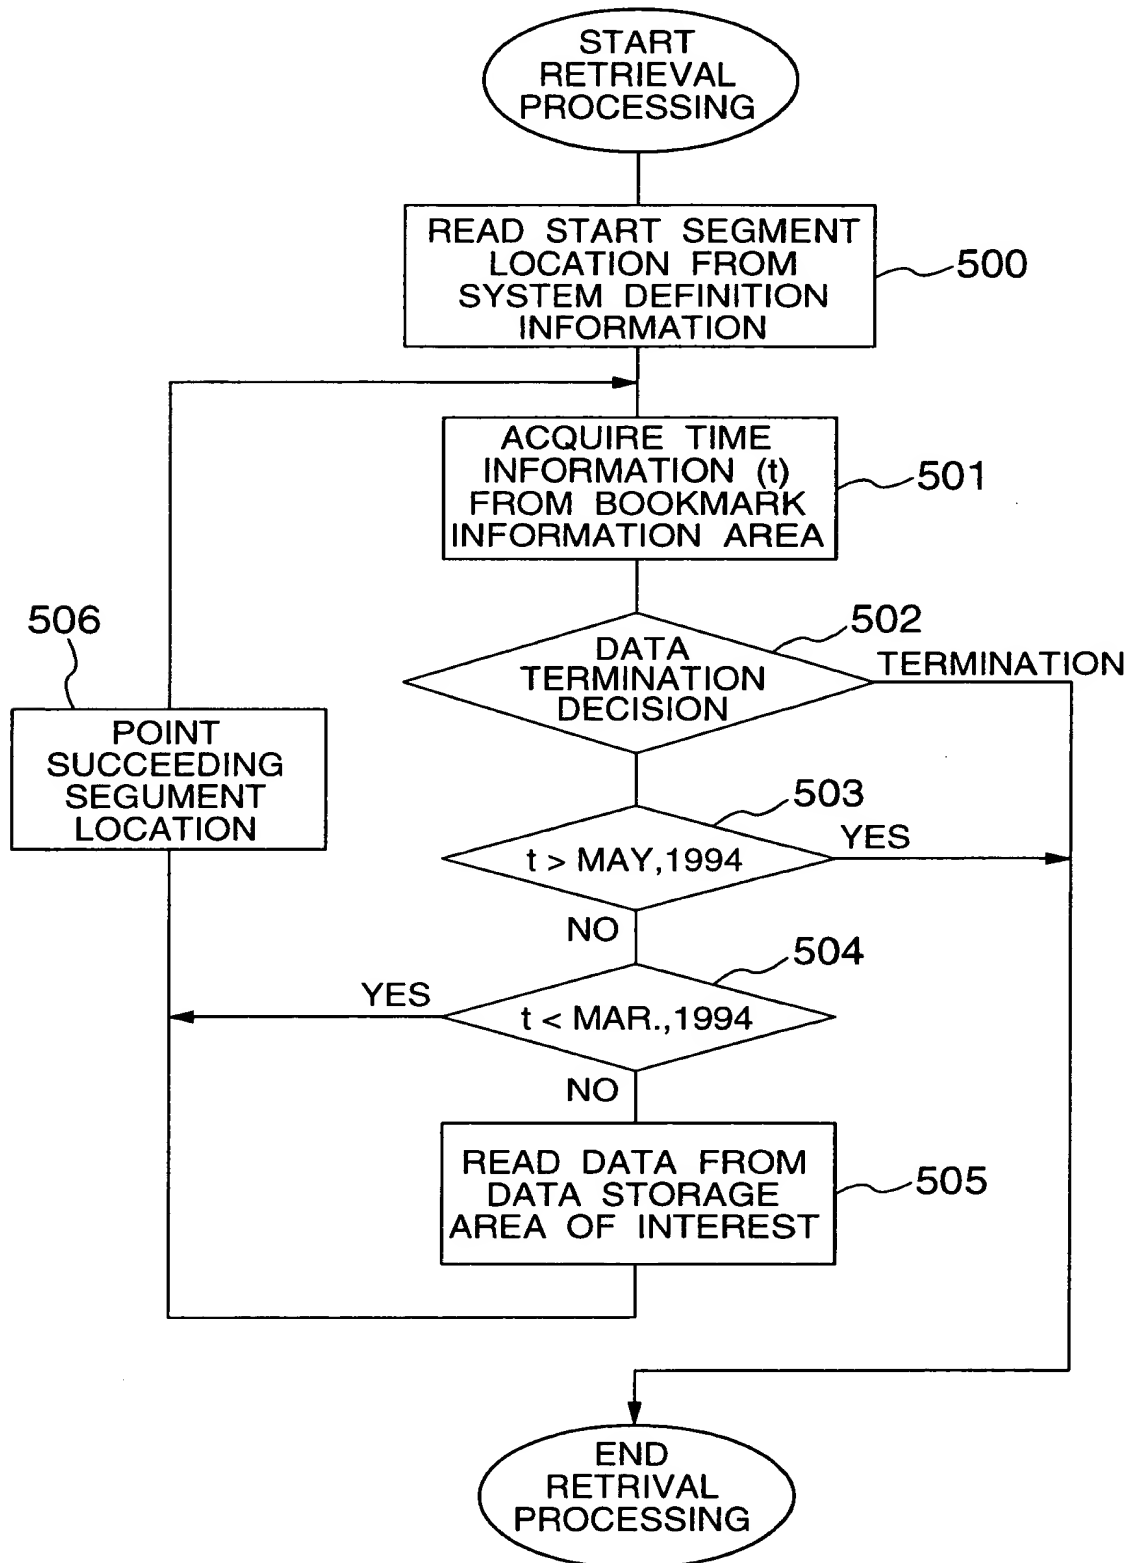 START
RETRIEVAL
PROCESSING
READ START SEGMENT
LOCATION FROM
SYSTEM DEFINITION
INFORMATION
500
ACQUIRE TIME
INFORMATION (t)
FROM BOOKMARK
INFORMATION AREA
501
506
POINT
SUCCEEDING
SEGUMENT
LOCATION
DATA
TERMINATION
DECISION
502
TERMINATION
t > MAY,1994
503
YES
NO
t < MAR.,1994
504
YES
NO
READ DATA FROM
DATA STORAGE
AREA OF INTEREST
505
END
RETRIVAL
PROCESSING